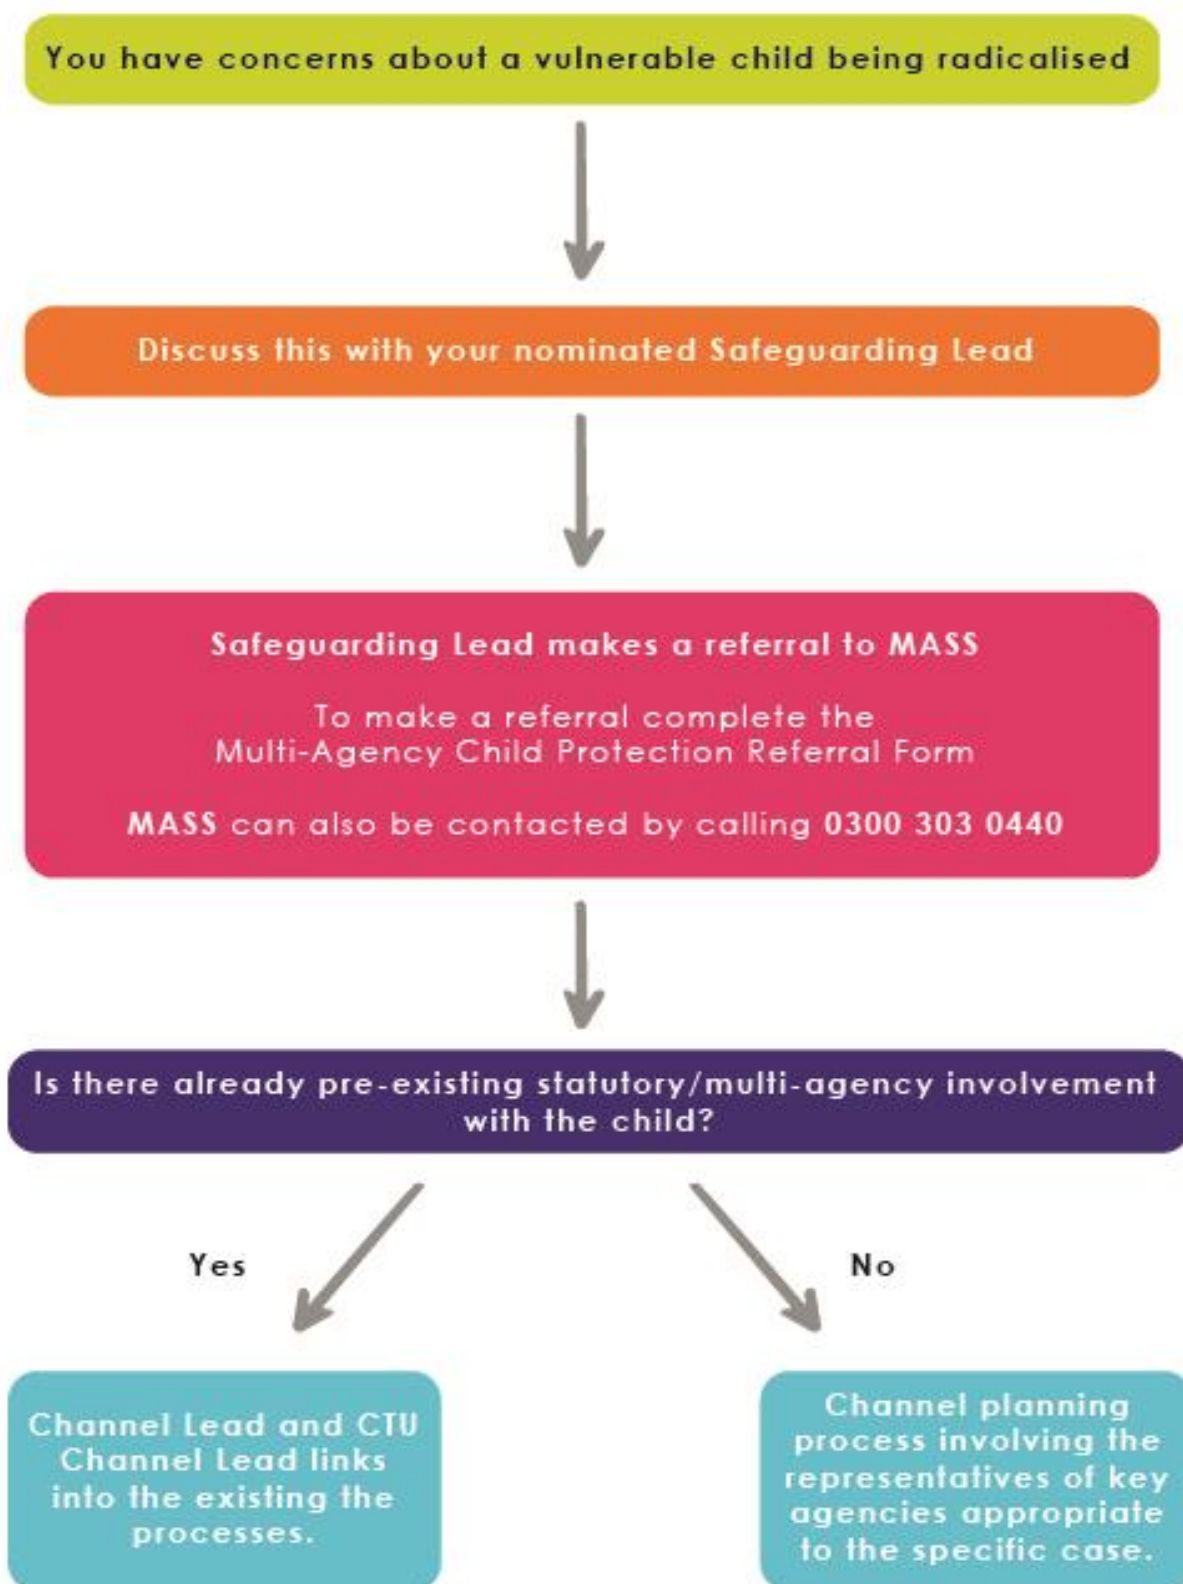 You have concerns about a vulnerable child being radicalised
Discuss this with your nominated Safeguarding Lead
Safeguarding Lead makes a referral to MASS
To make a referral complete the
Multi-Agency Child Protection Referral Form
MASS can also be contacted by calling 0300 303 0440
Is there already pre-existing statutory/multi-agency involvement
with the child?
Yes
No
Channel Lead and CTU
Channel Lead links
into the existing the
processes.
Channel planning
process involving the
representatives of key
agencies appropriate
to the specific case.